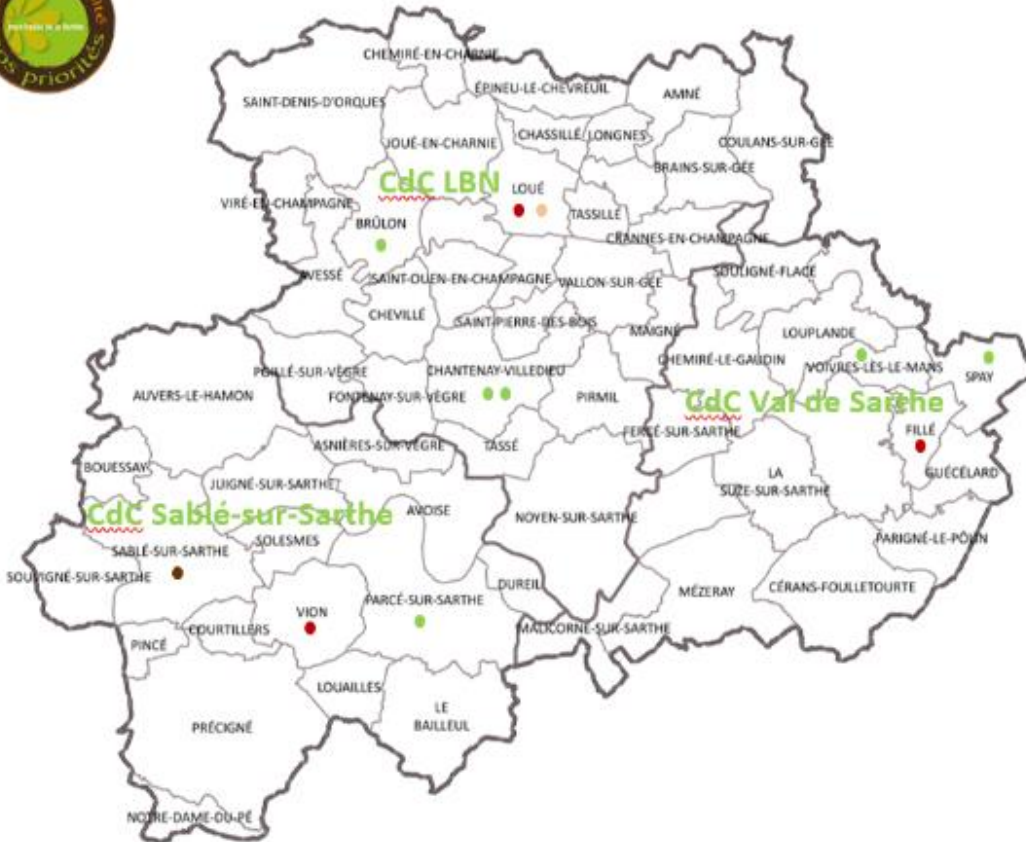 priorités
CHEMIRÉ-EN-CHARNIE
ÉPINEU-LE-CHEVREUIL
AMNÉ
SAINT-DENIS-D'ORQUES
CHASSILLÉ
LONGNES
COULANS-SUR-GÉE
JOUÉ-EN-CHARNIE
BRAINS-SUR-GÉE
CdC LBN
LOUÉ
VIRÉ-EN-CHAMPAGNE
TASSILLÉ
BRÛLON
CRANNES-EN-CHAMPAGNE
AVESSÉ
SAINT-OUEN-EN-CHAMPAGNE
VALLON-SUR-GÉE
SOULIGNÉ-FLACÉ
CHEVILLÉ
SAINT-PIERRE-DES-BOIS
MAIGNÉ
LOUPLANDE
CHEMIRÉ-LE-GAUDIN
VOIVRES-LÈS-LE-MANS
SPAY
POILLÉ-SUR-VÈGRE
CHANTENAY-VILLEDIEU
AUVERS-LE-HAMON
FONTENAY-SUR-VÈGRE
PIRMIL
CdC Val de Sarthe
FERCÉ-SUR-SARTHE
FILLÉ
ASNIÈRES-SUR-VÈGRE
TASSÉ
BOUESSAY
LA
SUZE-SUR-SARTHE
GUÉCÉLARD
JUIGNÉ-SUR-SARTHE
CdC Sablé-sur-Sarthe
AVOISE
NOYEN-SUR-SARTHE
SOLESMES
PARIGNÉ-LE-PÔLIN
SABLÉ-SUR-SARTHE
SOUVIGNÉ-SUR-SARTHE
DUREIL
MÉZERAY
CÉRANS-FOULLETOURTE
PARCÉ-SUR-SARTHE
VION
COURTILLERS
MALICORNE-SUR-SARTHE
PINCÉ
LOUAILLES
LE
BAILLEUL
PRÉCIGNÉ
NOTRE-DAME-DU-PÉ